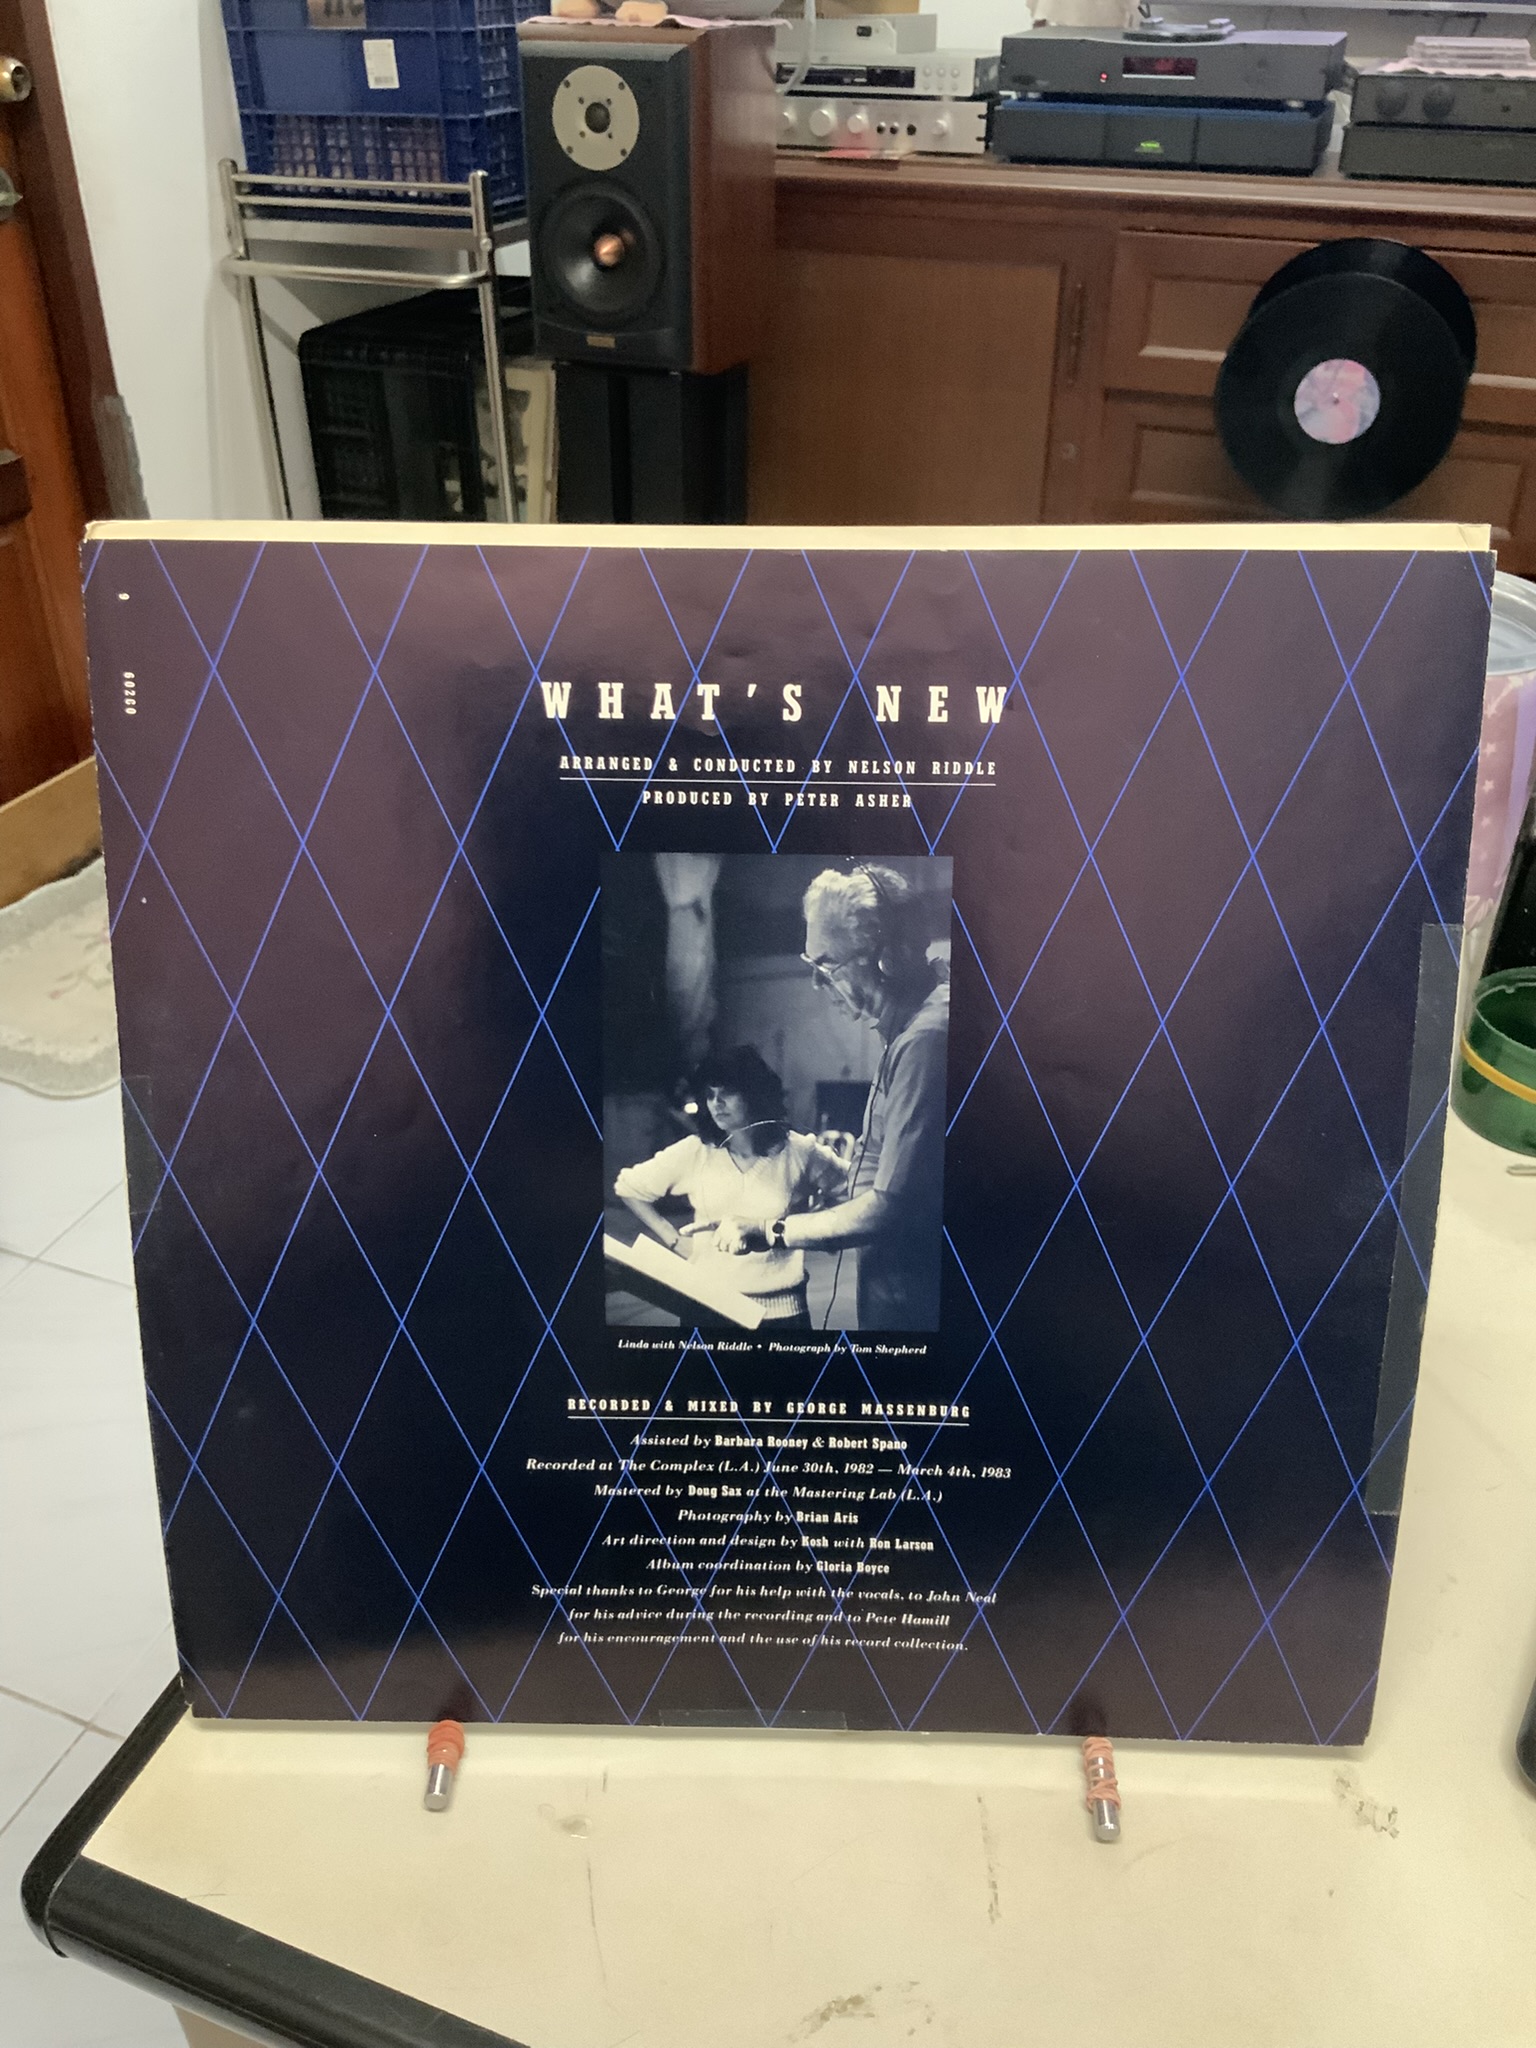 9 60260
WHAT'S NEW
ARRANGED & CONDUCTED BY NELSON RIDDLE
PRODUCED BY PETER ASHER
Linda with Nelson Riddle • Photograph by Tom Shepherd
RECORDED & MIXED BY GEORGE MASSENBURG
Assisted by Barbara Rooney & Robert Spano
Recorded at The Complex (L.A.) June 30th, 1982 — March 4th, 1983
Mastered by Doug Sax at the Mastering Lab (L.A.)
Photography by Brian Aris
Art direction and design by Kosh with Ron Larson
Album coordination by Gloria Boyce
Special thanks to George for his help with the vocals, to John Neal
for his advice during the recording and to Pete Hamill
for his encouragement and the use of his record collection.